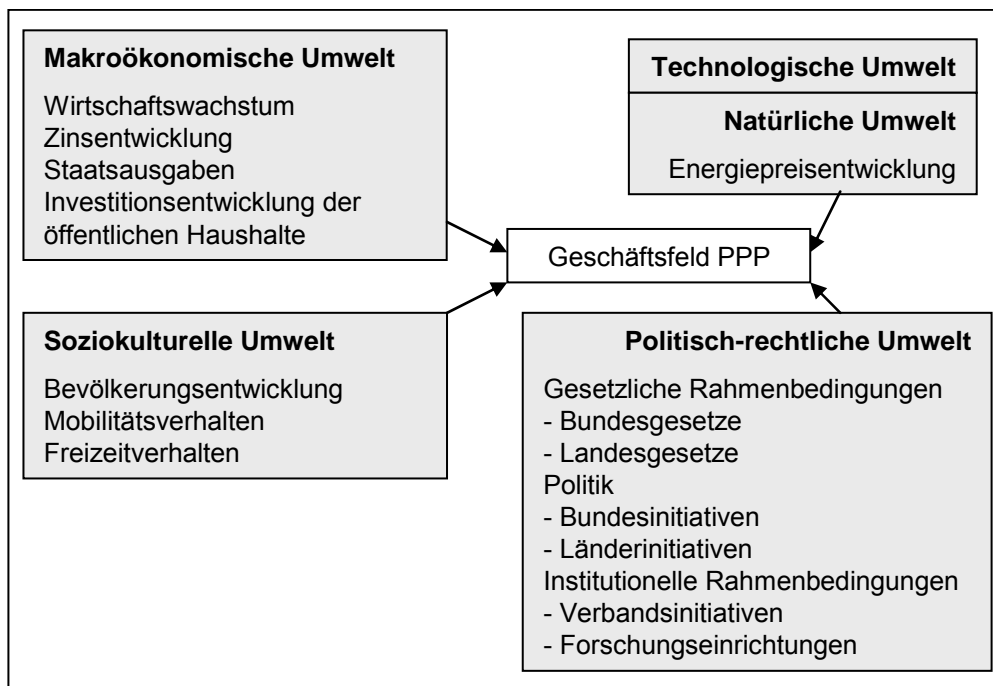 Makroökonomische Umwelt
Wirtschaftswachstum
Zinsentwicklung
Staatsausgaben
Investitionsentwicklung der
öffentlichen Haushalte
Technologische Umwelt
Natürliche Umwelt
Energiepreisentwicklung
Geschäftsfeld PPP
Soziokulturelle Umwelt
Bevölkerungsentwicklung
Mobilitätsverhalten
Freizeitverhalten
Politisch-rechtliche Umwelt
Gesetzliche Rahmenbedingungen
- Bundesgesetze
- Landesgesetze
Politik
- Bundesinitiativen
- Länderinitiativen
Institutionelle Rahmenbedingungen
- Verbandsinitiativen
- Forschungseinrichtungen